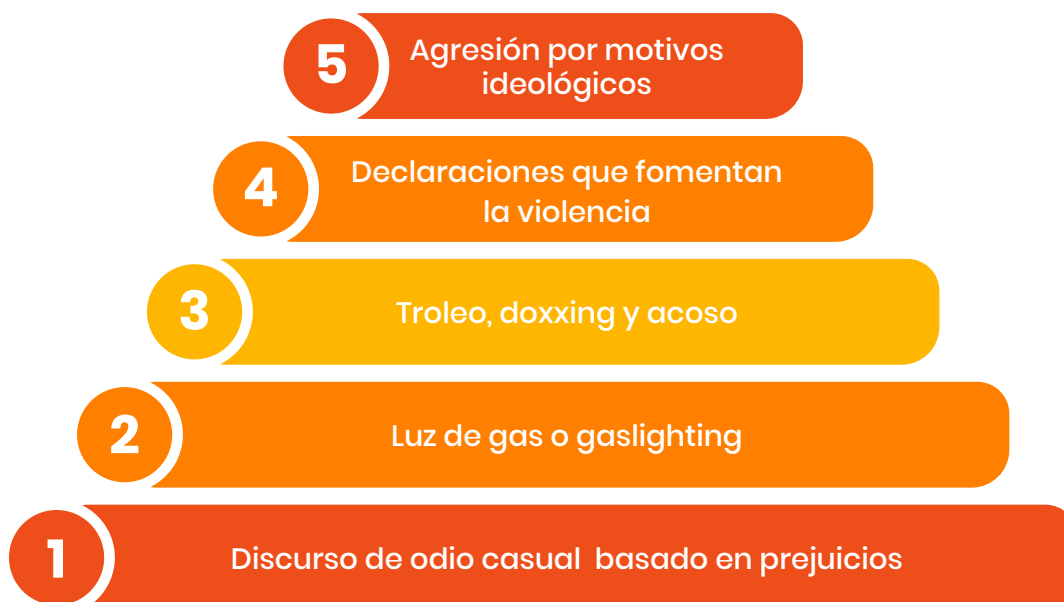 5
Agresión por motivos
ideológicos
4
Declaraciones que fomentan
la violencia
3
Troleo, doxxing y acoso
2
Luz de gas o gaslighting
1
Discurso de odio casual  basado en prejuicios